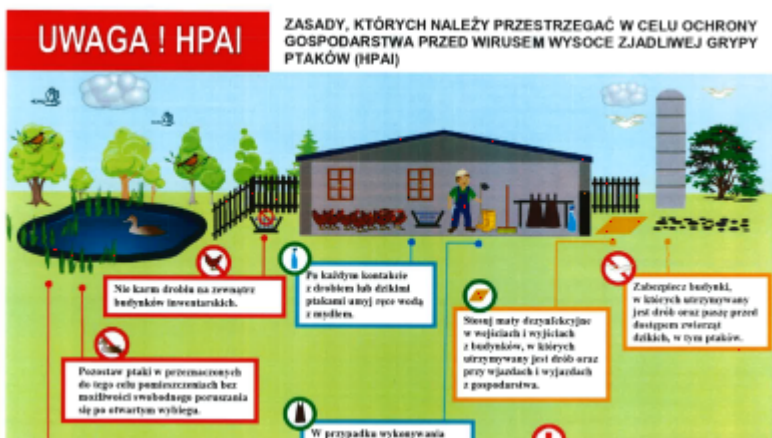 UWAGA ! HPAI
ZASADY, KTÓRYCH NALEŻY PRZESTRZEGAĆ W CELU OCHRONY
GOSPODARSTWA PRZED WIRUSEM WYSOCE ZJADLIWEJ GRYPY
PTAKÓW (HPAI)
Nie karm drobiu na zewnątrz
budynków inwentarskich.
Po każdym kontakcie
z drobiem lub dzikimi
ptakami umyj ręce wodą
z mydłem.
Zabezpiecz budynki,
w których utrzymywany
jest drób oraz paszę przed
dostępem zwierząt
dzikich, w tym ptaków.
Stosuj maty dezynfekcyjne
w wejściach i wyjściach
z budynków, w których
utrzymywany jest drób oraz
przy wjazdach i wyjazdach
z gospodarstwa.
Pozostaw ptaki w przeznaczonych
do tego celu pomieszczeniach bez
możliwości swobodnego poruszania
się po otwartym wybiegu.
W przypadku wykonywania